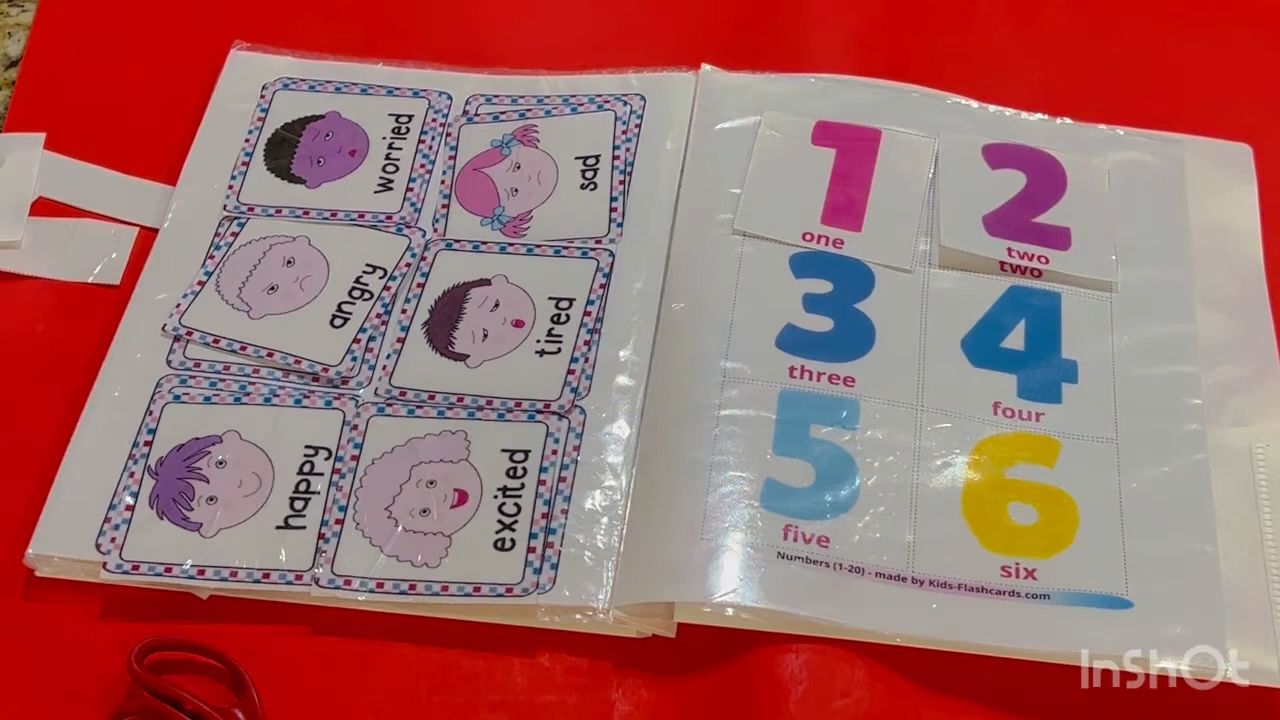 worried
sad
angry
tired
happy
excited
1
one
2
two
two
3
three
4
four
5
five
6
six
Numbers (1-20) - made by Kids-Flashcards.com
InShOt